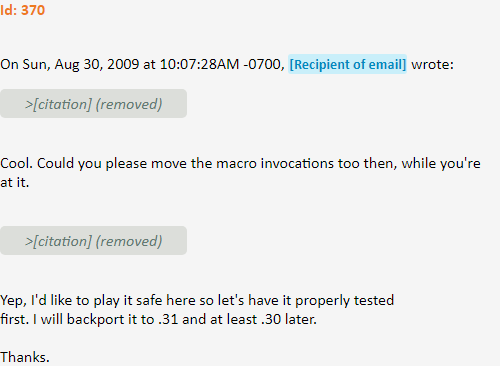 Id: 370
On Sun, Aug 30, 2009 at 10:07:28AM -0700, [Recipient of email] wrote:
>[citation] (removed)
Cool. Could you please move the macro invocations too then, while you're
at it.
>[citation] (removed)
Yep, I'd like to play it safe here so let's have it properly tested
first. I will backport it to .31 and at least .30 later.
Thanks.